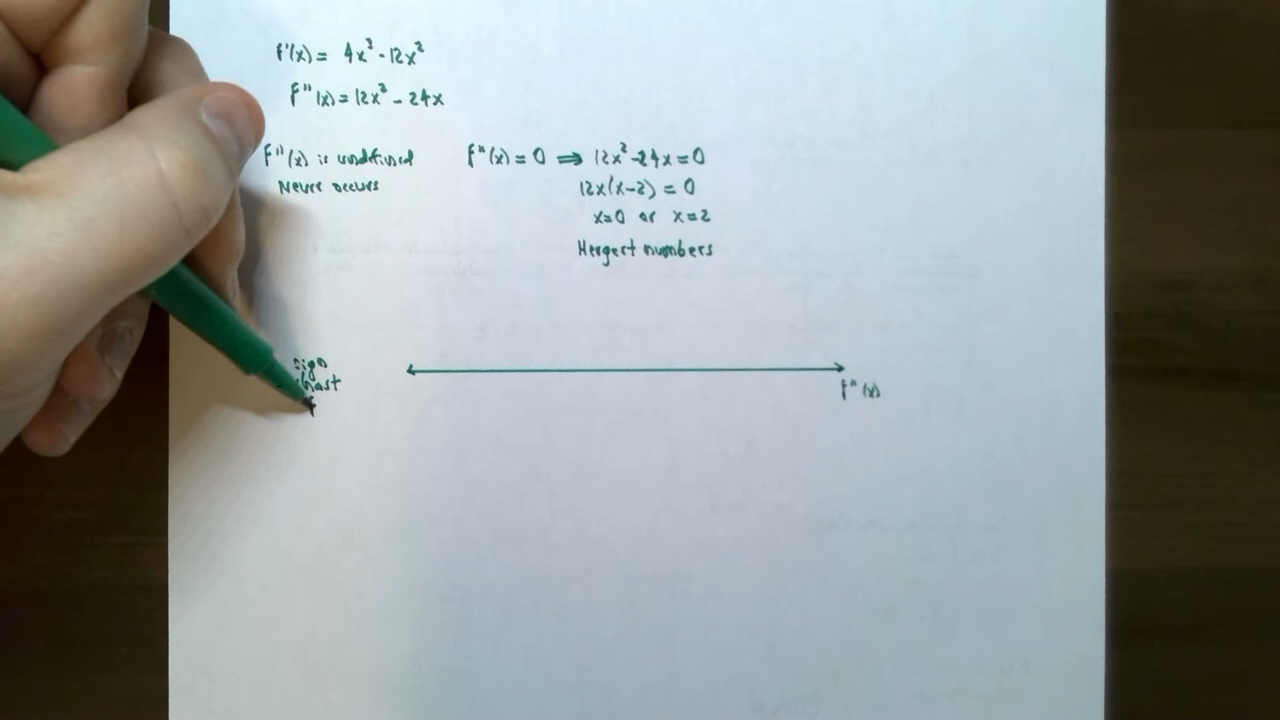 f'(x) = 4x³ - 12x²
f''(x) = 12x² - 24x
f''(x) is undefined
Never occurs
f''(x) = 0 ⟹ 12x² - 24x = 0
12x(x-2) = 0
x=0 or x=2
Hergert numbers
sign
chart
f''(x)